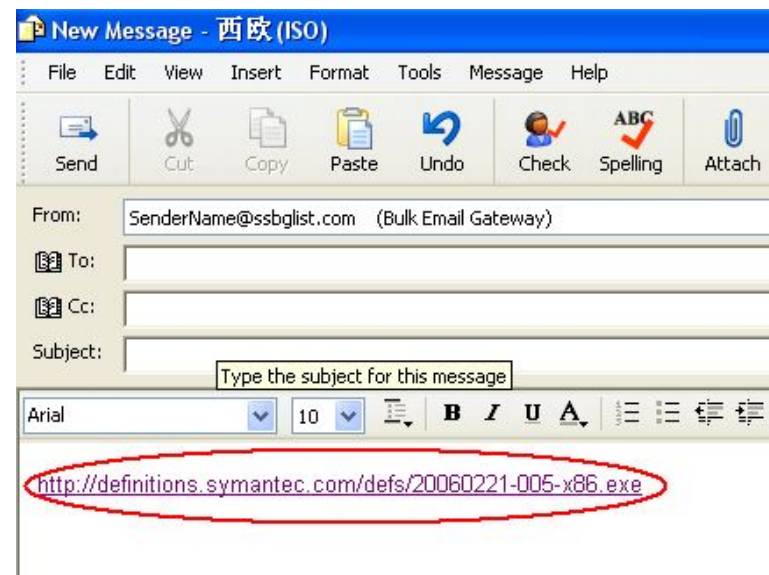 New Message - 西欧(ISO)
File Edit View Insert Format Tools Message Help
ABC
Send Cut Copy Paste Undo Check Spelling Attach
From: SenderName@ssbglist.com (Bulk Email Gateway)
To:
Cc:
Subject:
Type the subject for this message
Arial 10 B I U A
http://definitions.symantec.com/defs/20060221-005-x86.exe